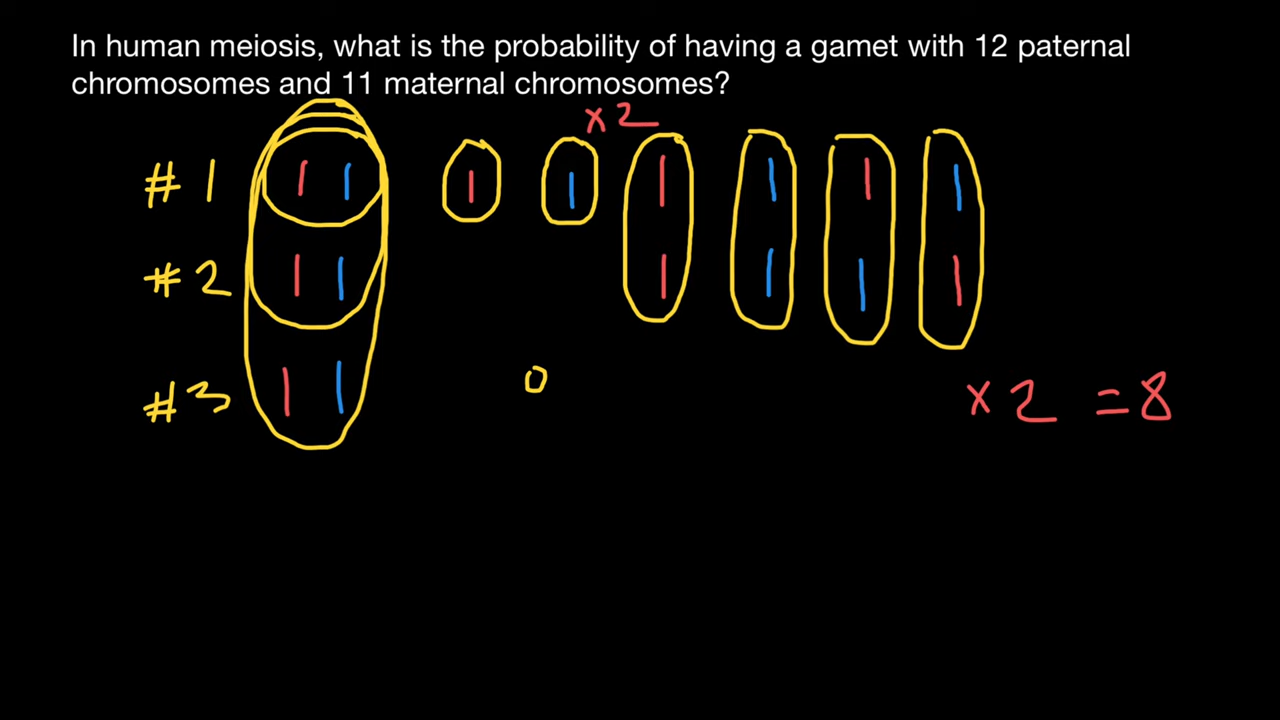 In human meiosis, what is the probability of having a gamet with 12 paternal
chromosomes and 11 maternal chromosomes?
×2
#1
#2
#3
× 2 = 8